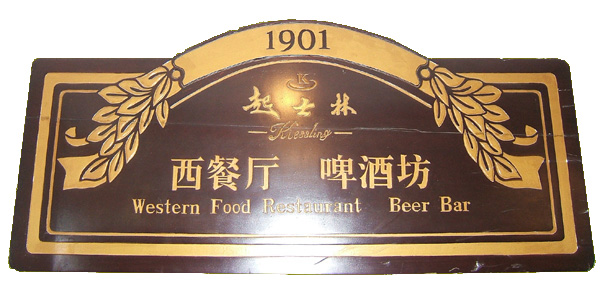 1901
K
起士林
Kiessling
西餐厅 啤酒坊
Western Food Restaurant Beer Bar